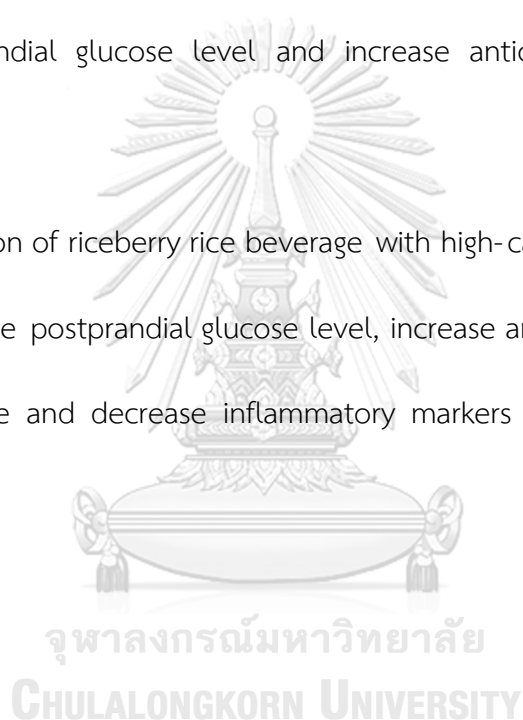 ndial glucose level and increase antio
on of riceberry rice beverage with high-ca
e postprandial glucose level, increase an
e and decrease inflammatory markers
จุฬาลงกรณ์มหาวิทยาลัย
CHULALONGKORN UNIVERSITY